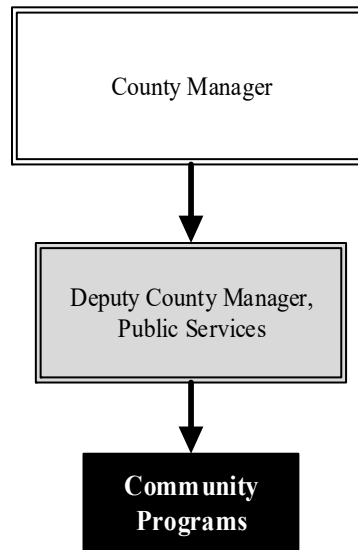 County Manager
Deputy County Manager,
Public Services
Community
Programs